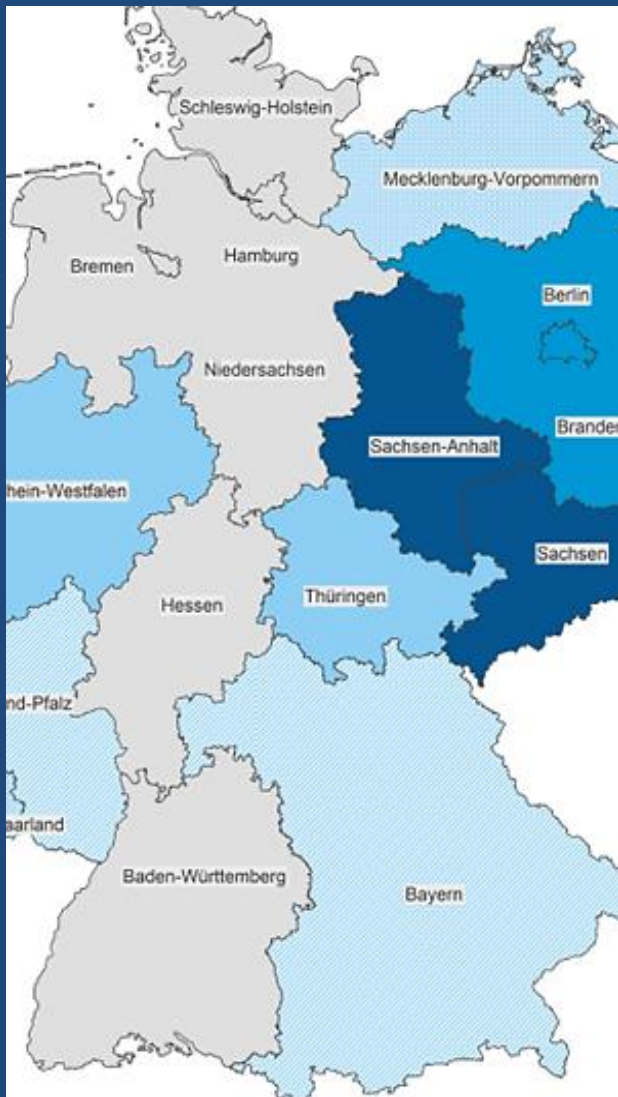 Schleswig-Holstein
Mecklenburg-Vorpommern
Hamburg
Bremen
Berlin
Niedersachsen
Branden
Sachsen-Anhalt
hein-Westfalen
Sachsen
Thüringen
Hessen
nd-Pfalz
aarland
Baden-Württemberg
Bayern